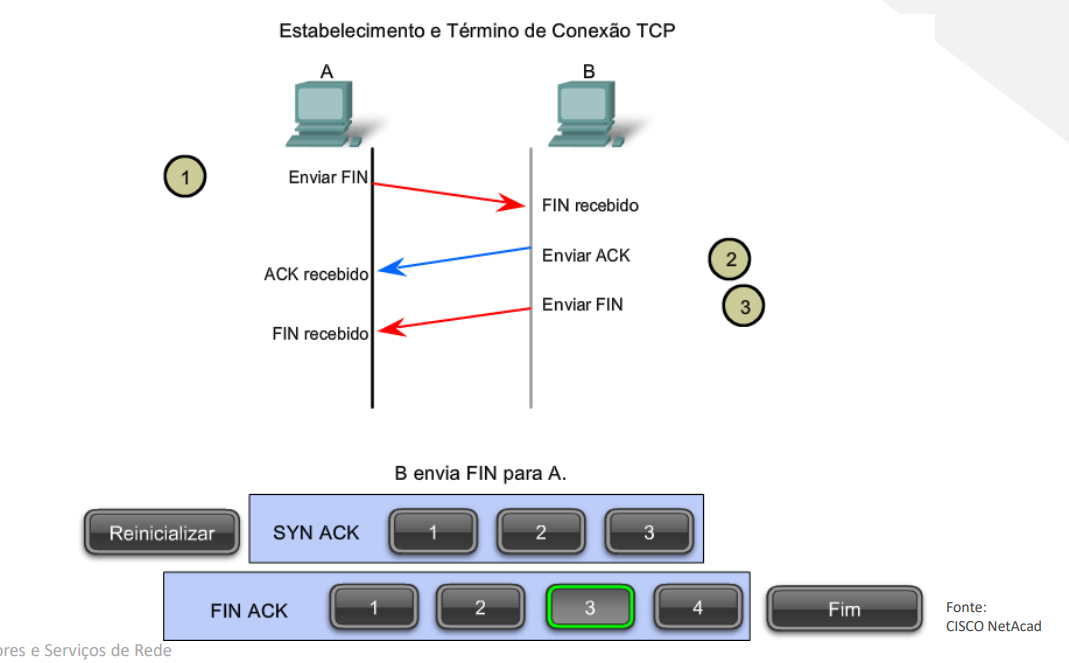 Estabelecimento e Término de Conexão TCP
A
B
1
Enviar FIN
FIN recebido
Enviar ACK
2
ACK recebido
Enviar FIN
3
FIN recebido
B envia FIN para A.
Reinicializar
SYN ACK
1
2
3
FIN ACK
1
2
3
4
Fim
Fonte:
CISCO NetAcad
ores e Serviços de Rede